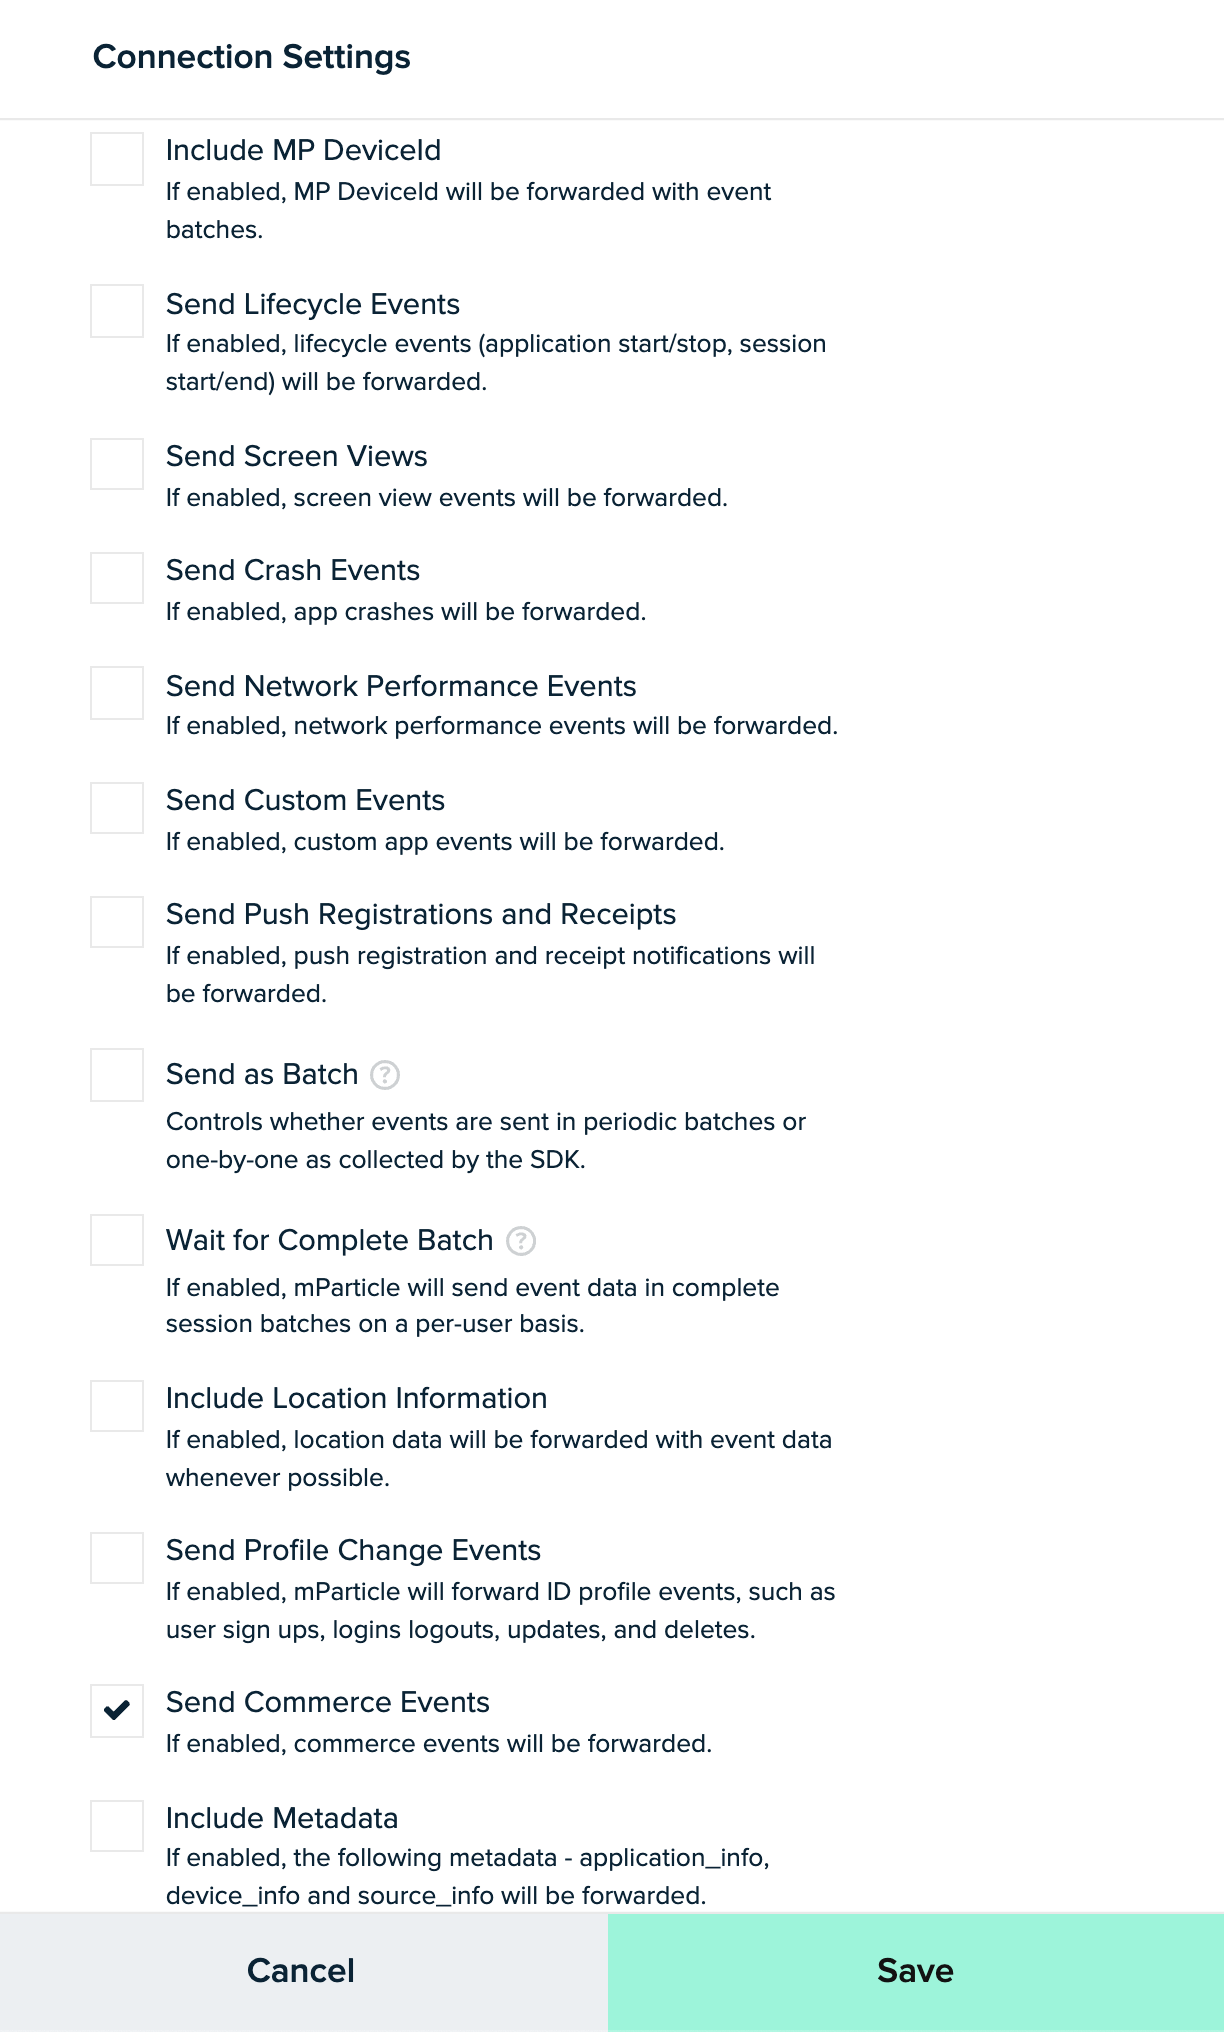 Connection Settings
Include MP DeviceId
If enabled, MP DeviceId will be forwarded with event
batches.
Send Lifecycle Events
If enabled, lifecycle events (application start/stop, session
start/end) will be forwarded.
Send Screen Views
If enabled, screen view events will be forwarded.
Send Crash Events
If enabled, app crashes will be forwarded.
Send Network Performance Events
If enabled, network performance events will be forwarded.
Send Custom Events
If enabled, custom app events will be forwarded.
Send Push Registrations and Receipts
If enabled, push registration and receipt notifications will
be forwarded.
Send as Batch ?
Controls whether events are sent in periodic batches or
one-by-one as collected by the SDK.
Wait for Complete Batch ?
If enabled, mParticle will send event data in complete
session batches on a per-user basis.
Include Location Information
If enabled, location data will be forwarded with event data
whenever possible.
Send Profile Change Events
If enabled, mParticle will forward ID profile events, such as
user sign ups, logins logouts, updates, and deletes.
Send Commerce Events
If enabled, commerce events will be forwarded.
Include Metadata
If enabled, the following metadata - application_info,
device_info and source_info will be forwarded.
Cancel
Save